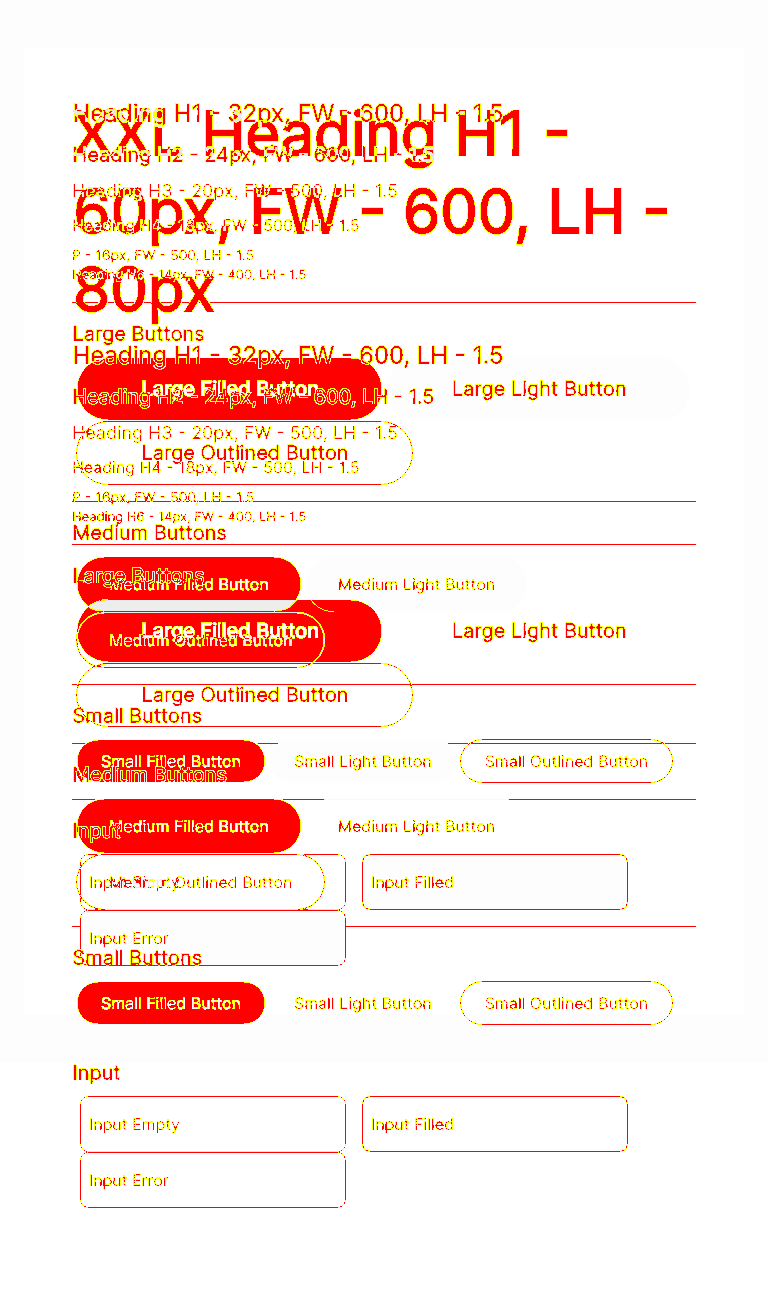 Heading H1 - 32px, FW - 600, LH - 1.5
XXL Heading H1 -
Heading H2 - 24px, FW - 600, LH - 1.5
Heading H3 - 20px, FW - 500, LH - 1.5
60px, FW - 600, LH -
Heading H4 - 18px, FW - 500, LH - 1.5
P - 16px, FW - 500, LH - 1.5
Heading H6 - 14px, FW - 400, LH - 1.5
80px
Large Buttons
Heading H1 - 32px, FW - 600, LH - 1.5
Large Filled Button Large Light Button
Heading H2 - 24px, FW - 600, LH - 1.5
Heading H3 - 20px, FW - 500, LH - 1.5
Large Outlined Button
Heading H4 - 18px, FW - 500, LH - 1.5
P - 16px, FW - 500, LH - 1.5
Heading H6 - 14px, FW - 400, LH - 1.5
Medium Buttons
Large Buttons
Medium Filled Button Medium Light Button
Large Filled Button Large Light Button
Medium Outlined Button
Large Outlined Button
Small Buttons
Small Filled Button Small Light Button Small Outlined Button
Medium Buttons
Medium Filled Button Medium Light Button
Input
Input Empty Input Filled
Medium Outlined Button
Input Error
Small Buttons
Small Filled Button Small Light Button Small Outlined Button
Input
Input Empty Input Filled
Input Error